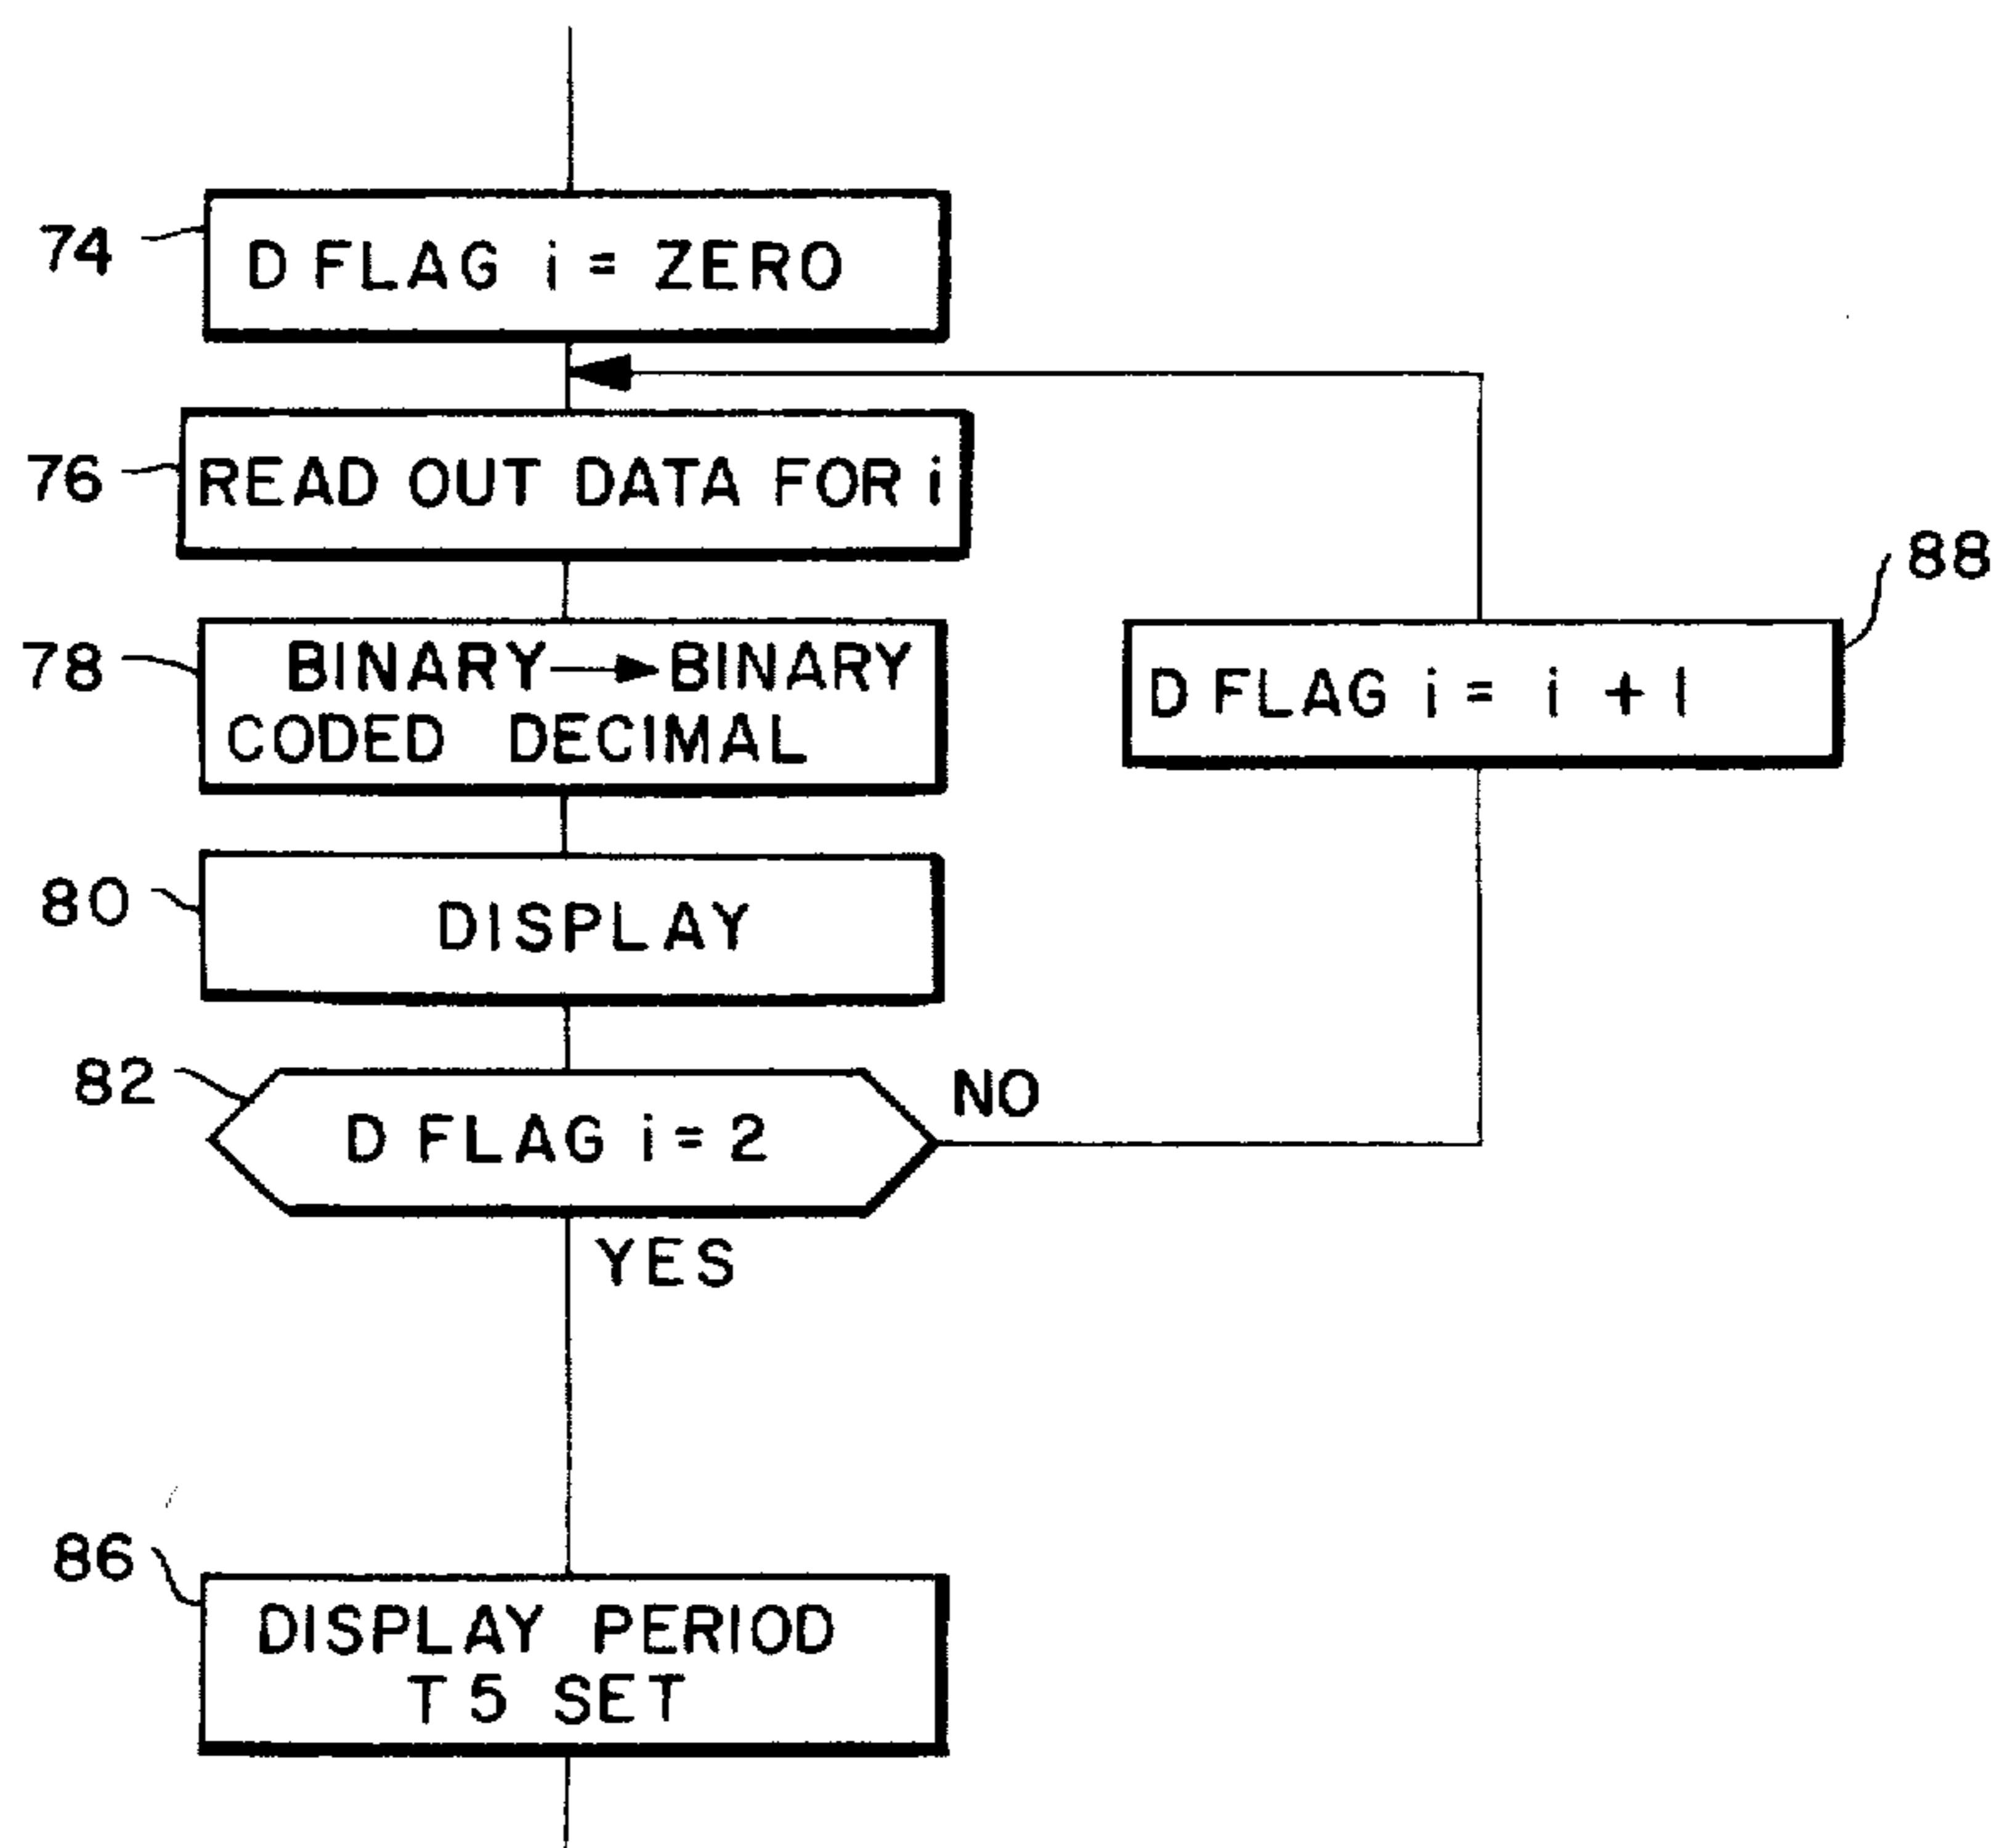 74
D FLAG i = ZERO
76
READ OUT DATA FOR i
88
78
BINARY → BINARY
CODED DECIMAL
D FLAG i = i + 1
80
DISPLAY
82
D FLAG i = 2
NO
YES
86
DISPLAY PERIOD
T 5 SET